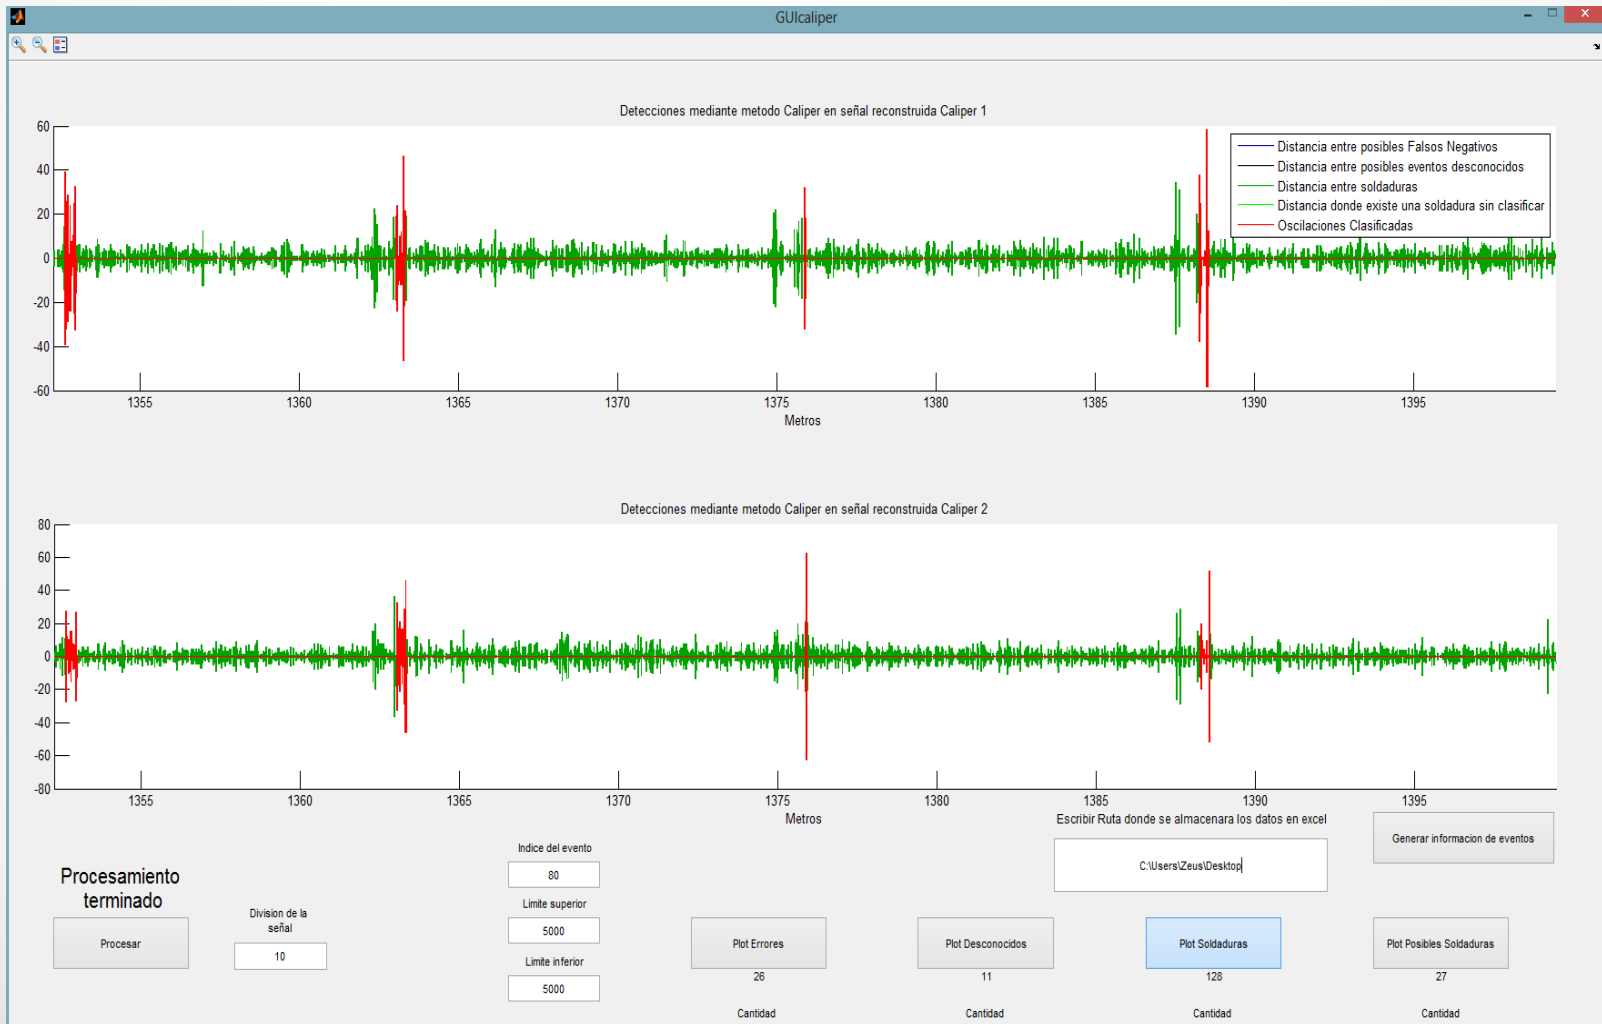 GUIcaliper
Detecciones mediante metodo Caliper en señal reconstruida Caliper 1
60
40
20
0
-20
-40
-60
Distancia entre posibles Falsos Negativos
Distancia entre posibles eventos desconocidos
Distancia entre soldaduras
Distancia donde existe una soldadura sin clasificar
Oscilaciones Clasificadas
1355 1360 1365 1370 1375 1380 1385 1390 1395
Metros
Detecciones mediante metodo Caliper en señal reconstruida Caliper 2
80
60
40
20
0
-20
-40
-60
-80
1355 1360 1365 1370 1375 1380 1385 1390 1395
Metros
Escribir Ruta donde se almacenara los datos en excel
C:\Users\Zeus\Desktop
Generar informacion de eventos
Procesamiento
terminado
Procesar
Division de la
señal
10
Indice del evento
80
Limite superior
5000
Limite inferior
5000
Plot Errores
26
Cantidad
Plot Desconocidos
11
Cantidad
Plot Soldaduras
128
Cantidad
Plot Posibles Soldaduras
27
Cantidad